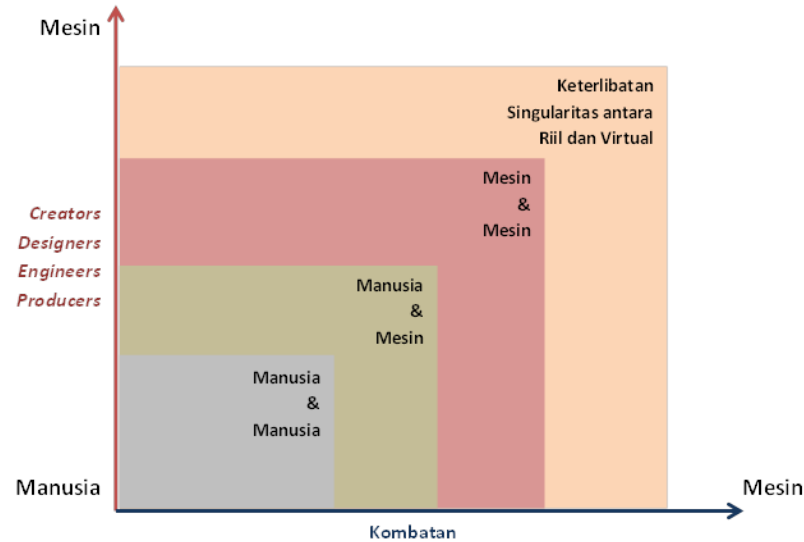 Mesin
Keterlibatan
Singularitas antara
Riil dan Virtual
Mesin
&
Mesin
Creators
Designers
Engineers
Producers
Manusia
&
Mesin
Manusia
&
Manusia
Manusia
Mesin
Kombatan